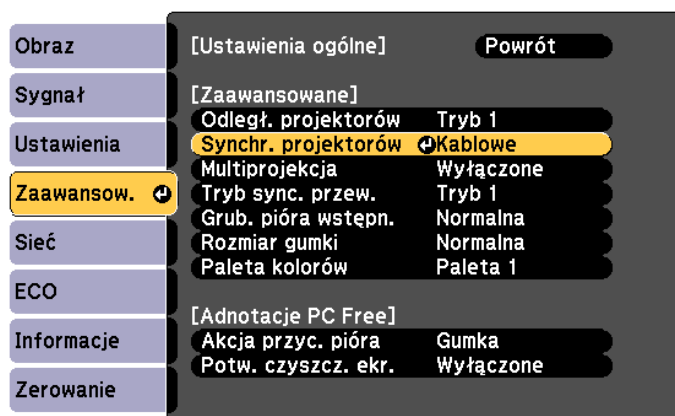 Obraz
Sygnał
Ustawienia
Zaawansow.
Sieć
ECO
Informacje
Zerowanie
[Ustawienia ogólne] Powrót
[Zaawansowane]
Odległ. projektorów Tryb 1
Synchr. projektorów Kablowe
Multiprojekcja Wyłączone
Tryb sync. przew. Tryb 1
Grub. pióra wstępn. Normalna
Rozmiar gumki Normalna
Paleta kolorów Paleta 1
[Adnotacje PC Free]
Akcja przyc. pióra Gumka
Potw. czyszcz. ekr. Wyłączone